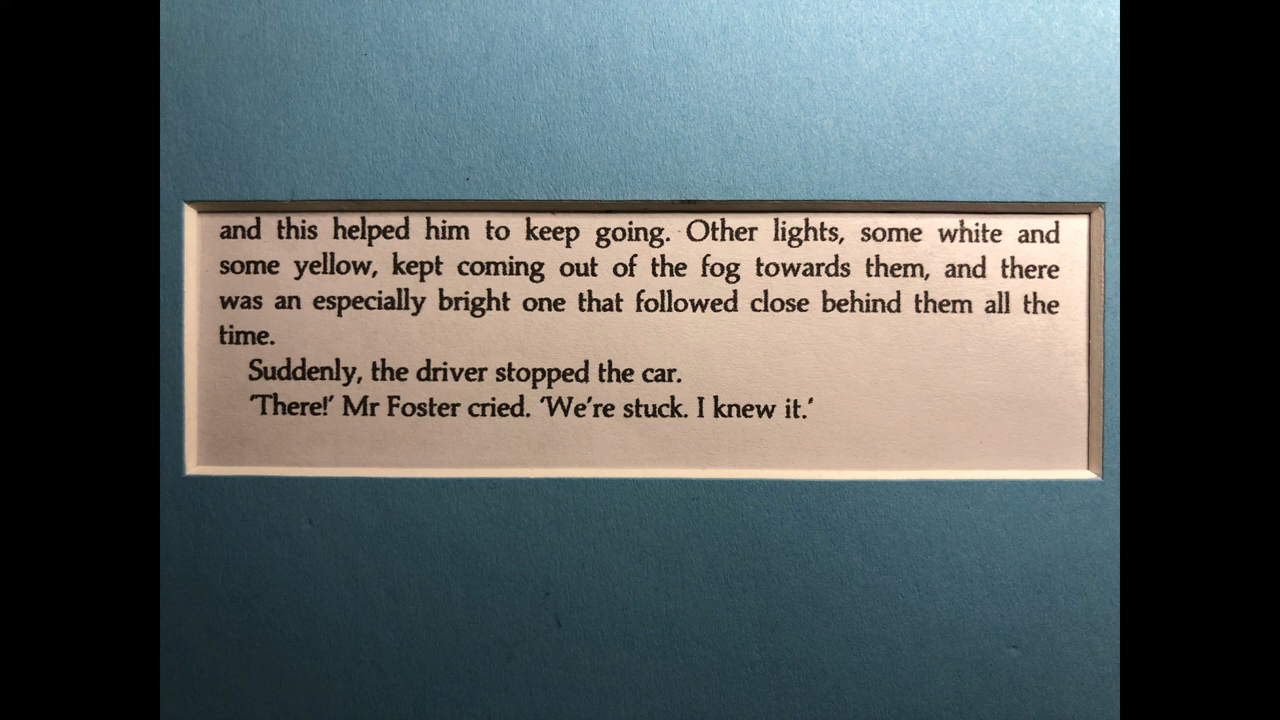 and this helped him to keep going. Other lights, some white and
some yellow, kept coming out of the fog towards them, and there
was an especially bright one that followed close behind them all the
time.
Suddenly, the driver stopped the car.
'There!' Mr Foster cried. 'We're stuck. I knew it.'